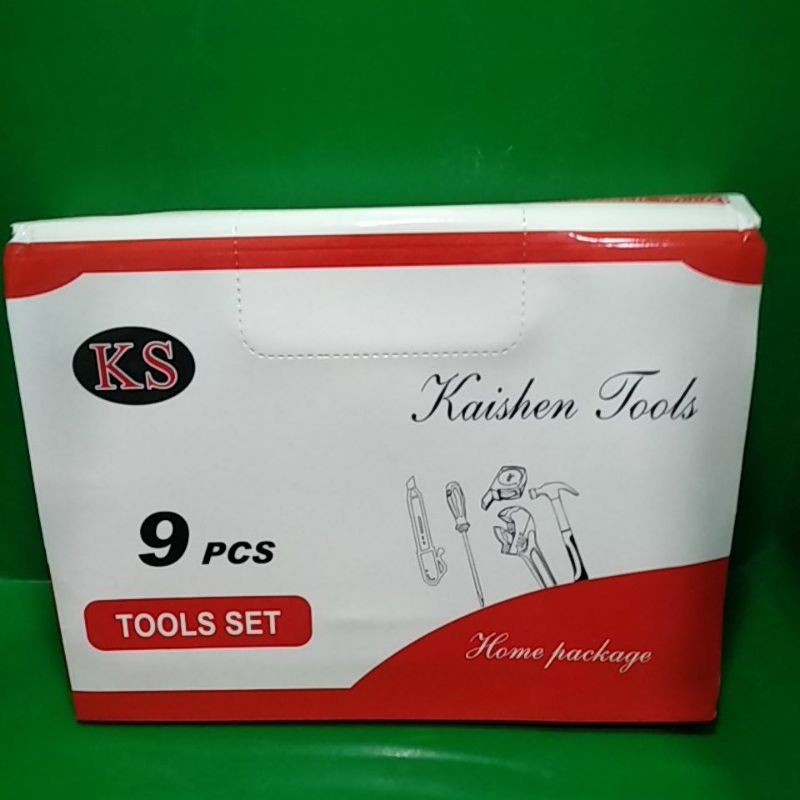 KS
Kaishen Tools
9 PCS
TOOLS SET
Home package